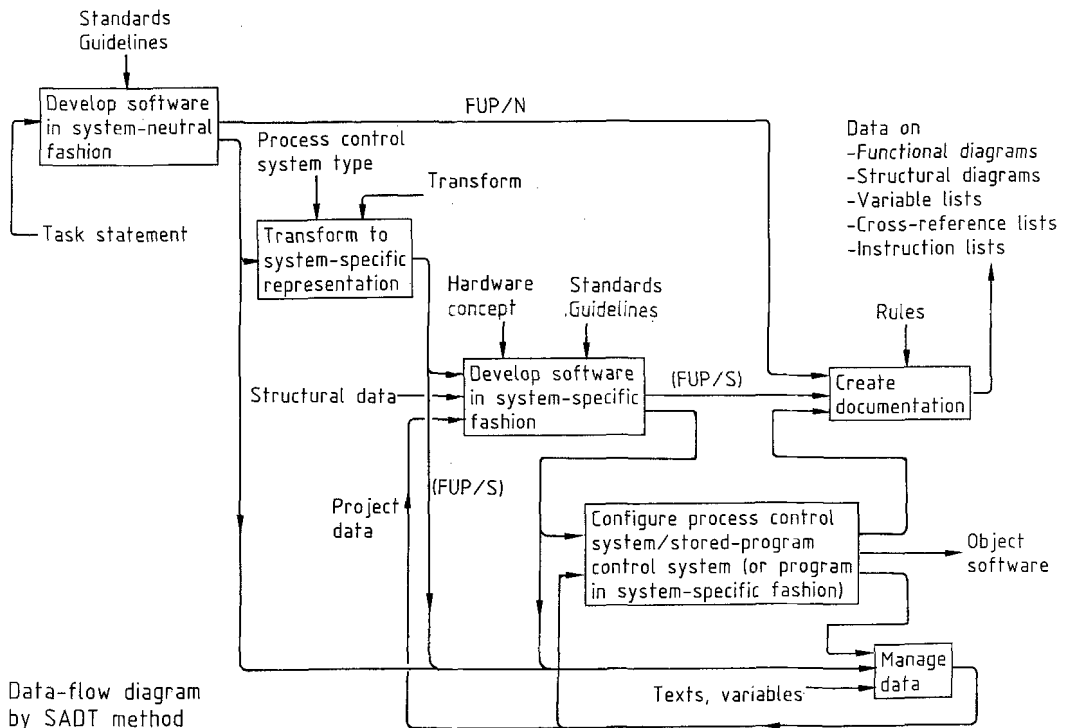 Standards
Guidelines
Develop software
in system-neutral
fashion
FUP/N
Process control
system type
Transform
Data on
-Functional diagrams
-Structural diagrams
-Variable lists
-Cross-reference lists
-Instruction lists
Task statement
Transform to
system-specific
representation
Hardware
concept
Standards
Guidelines
Rules
Structural data
Develop software
in system-specific
fashion
(FUP/S)
Create
documentation
(FUP/S)
Project
data
Configure process control
system/stored-program
control system (or program
in system-specific fashion)
Object
software
Manage
data
Texts, variables
Data-flow diagram
by SADT method